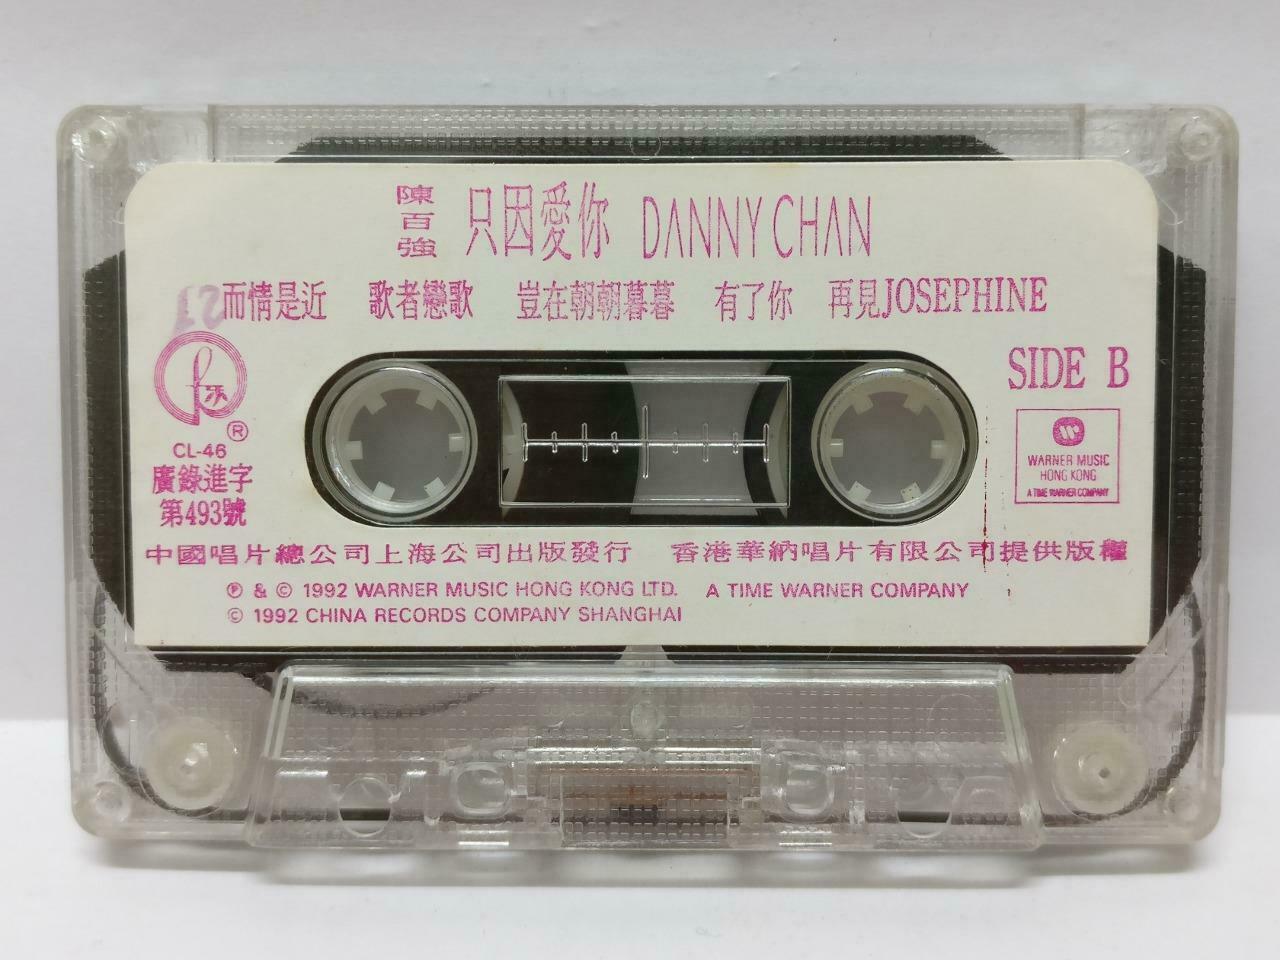 陳百強 只因愛你 DANNY CHAN
而情是近 歌者戀歌 豈在朝朝暮暮 有了你 再見JOSEPHINE
SIDE B
®
CL-46
廣錄進字
第493號
WARNER MUSIC
HONG KONG
A TIME WARNER COMPANY
中國唱片總公司上海公司出版發行 香港華納唱片有限公司提供版權
℗ & © 1992 WARNER MUSIC HONG KONG LTD. A TIME WARNER COMPANY
© 1992 CHINA RECORDS COMPANY SHANGHAI